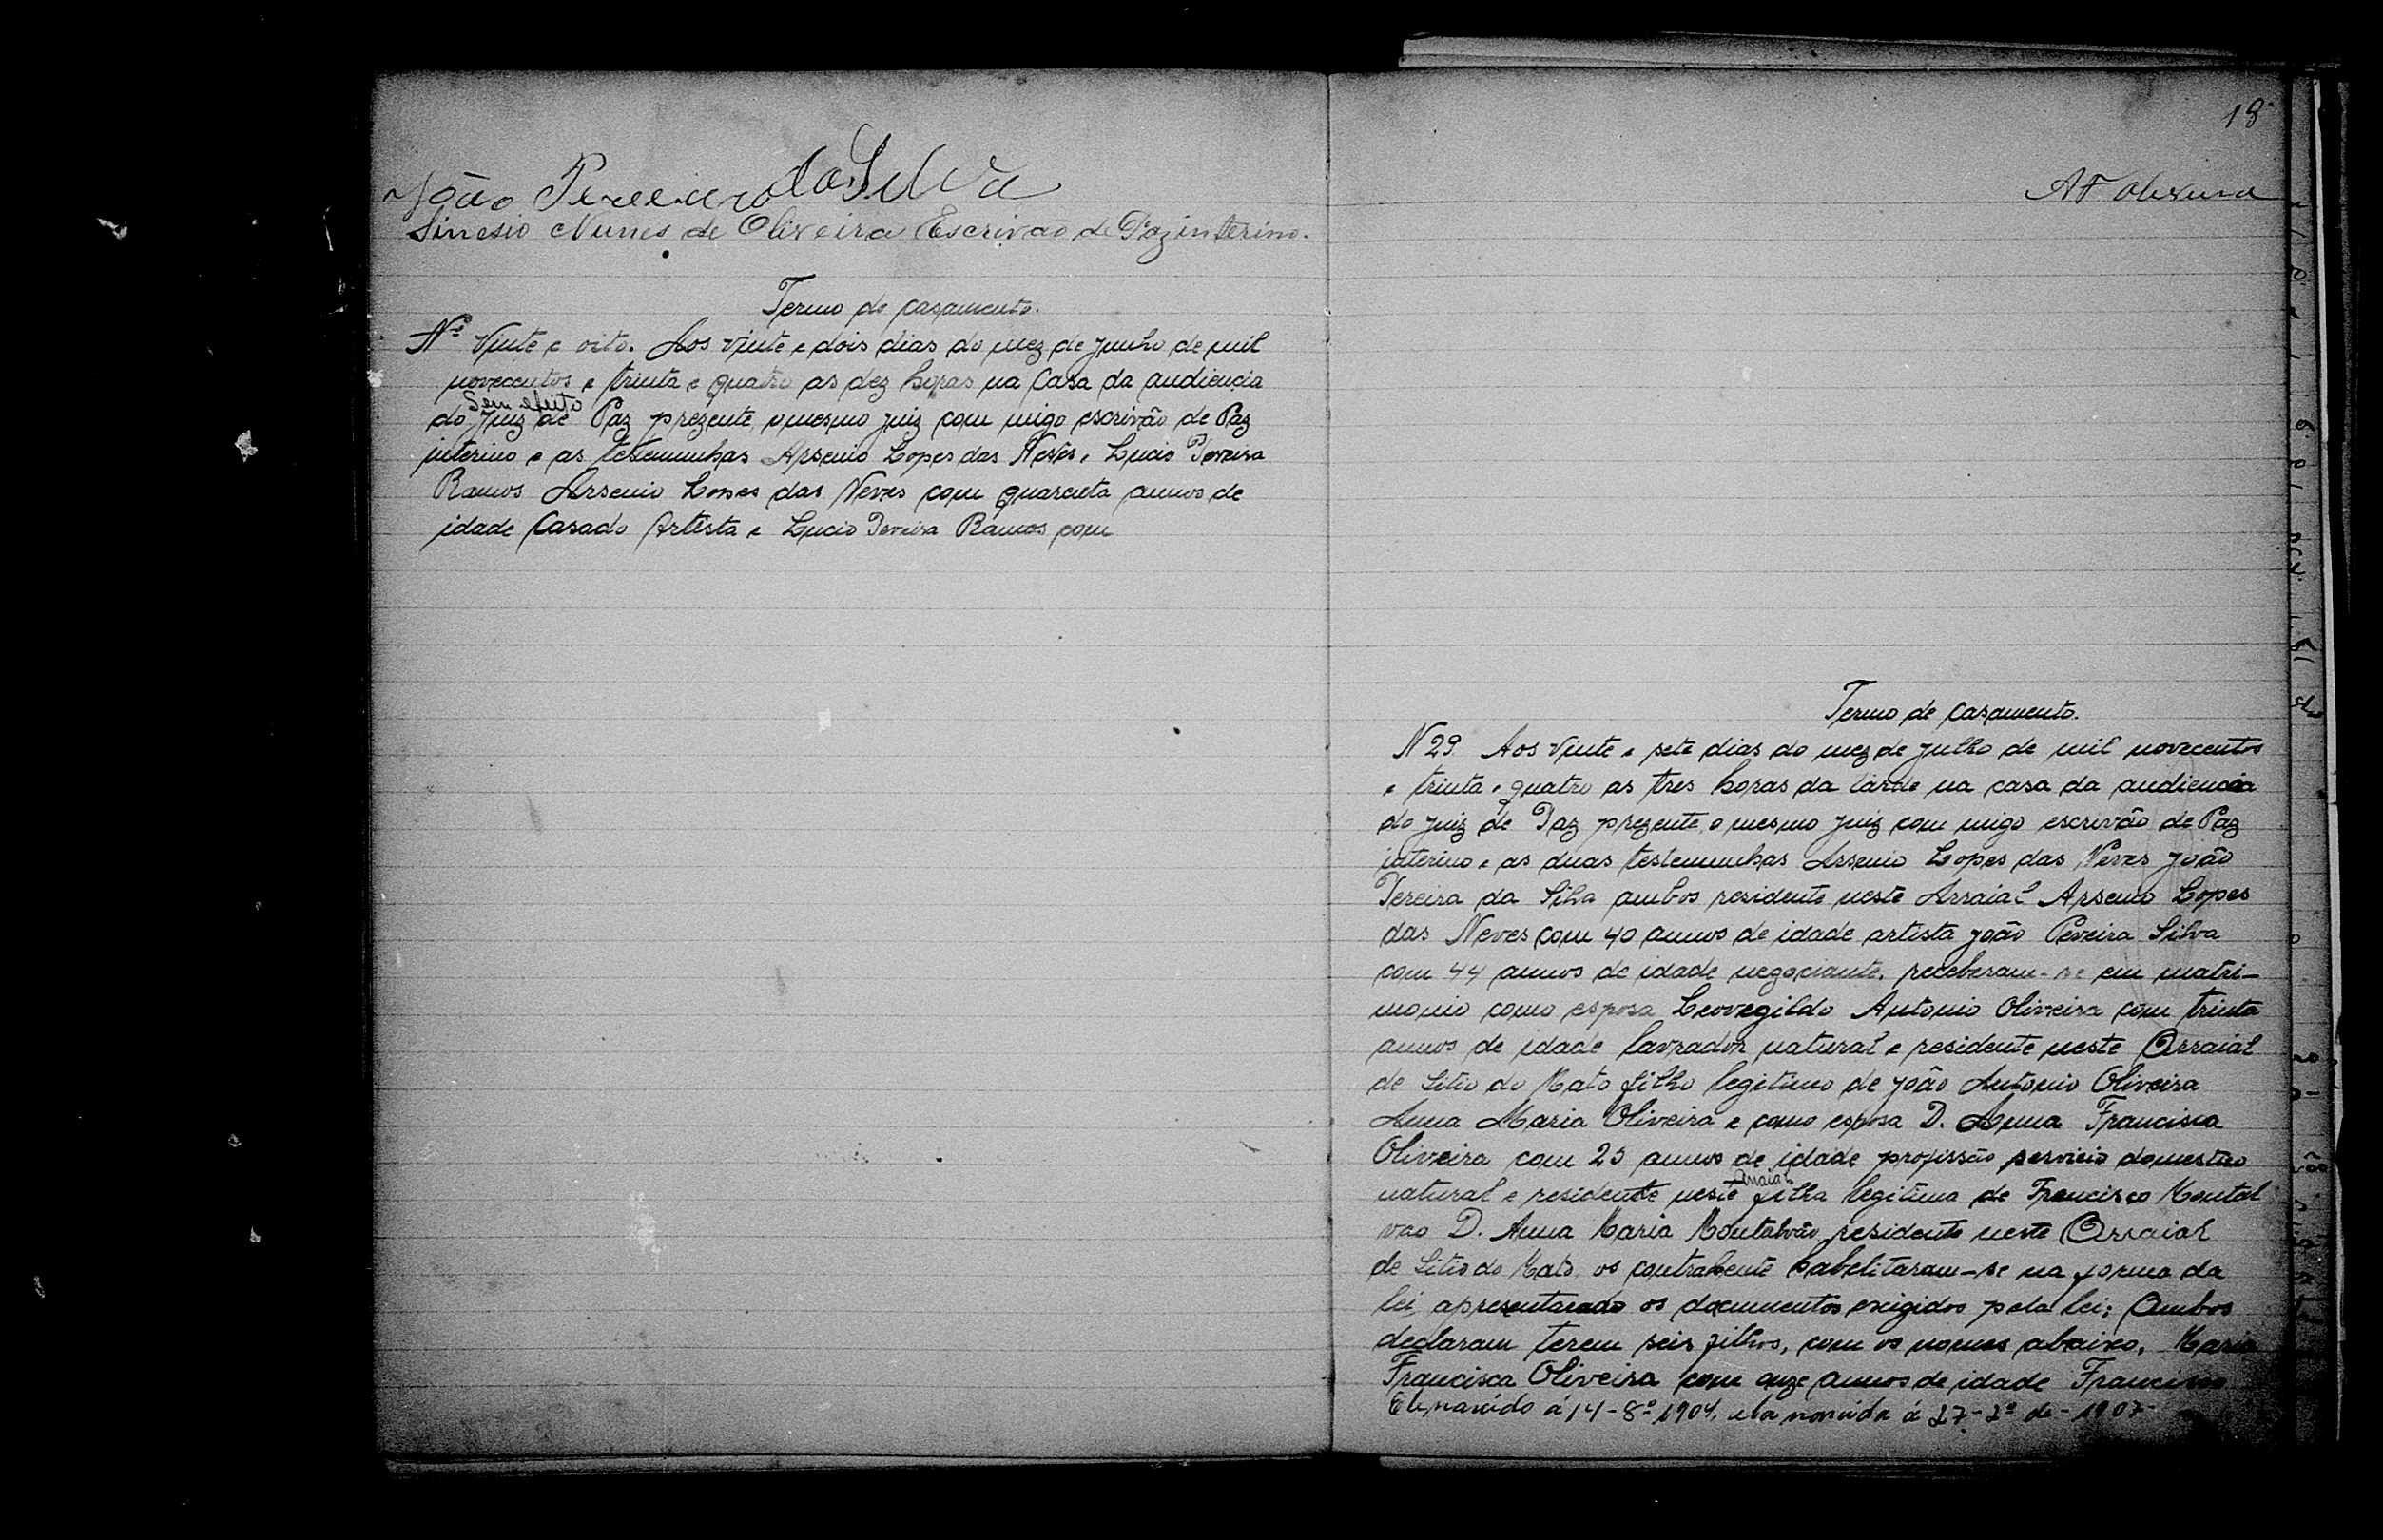 João Pereira da Silva
Sinesio Nunes de Oliveira Escrivão de Paz interino.
Termo de casamento.
Nº Vinte e oito. Aos vinte e dois dias do mez de Junho de mil
novecentos e trinta e quatro as dez horas na Casa da audiencia
Sem efeito
do Juiz de Paz prezente, o mesmo juiz com migo escrivão de Paz
interino e as testemunhas Arsenio Lopes das Neves, Lucio Pereira
Ramos Arsenio Lopes das Neves com quarenta annos de
idade Casado Artista e Lucio Pereira Ramos com
18
AF Oliveira
Termo de Casamento.
N 29. Aos vinte e sete dias do mez de Julho de mil novecentos
e trinta e quatro as tres horas da tarde na casa da audiencia
do juiz de Paz prezente, o mesmo juiz com migo escrivão de Paz
interino e as duas testemunhas Arsenio Lopes das Neves João
Pereira da Silva ambos residente neste Arraial Arsenio Lopes
das Neves com 40 annos de idade artista João Pereira Silva
com 44 annos de idade negociante. receberam-se em matri-
monio como esposa Leovegildo Antonio Oliveira com trinta
annos de idade lavrador natural e residente neste Arraial
de Sitio do Mato filho legitimo de João Antonio Oliveira
Anna Maria Oliveira e como esposa D. Anna Francisca
Oliveira com 25 annos de idade profissão servicio domestico
Arraial
natural e residente neste filha legitima de Francisco Montal
vao D. Anna Maria Montalvão residente neste Arraial
de Sitio do Mato, os contrahente habelitaram-se na forma da
lei, apresentarado os documentos exigidos pela lei; Ambos
declaram terem seis filhos, com os nomes abaixo. Maria
Francisca Oliveira com onze annos de idade Francisco
Ele nascido á 14-8º 1904, ela nascida á 27-2º de-1907-